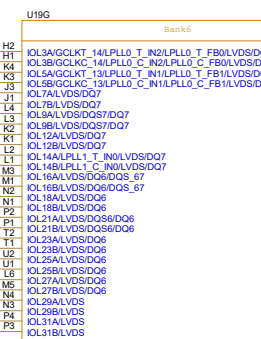 U19G
Bank6
H2 IOL3A/GCLKT_14/LPLL0_T_IN2/LPLL0_T_FB0/LVDS/D
H1 IOL3B/GCLKC_14/LPLL0_C_IN2/LPLL0_C_FB0/LVDS/D
K4 IOL5A/GCLKT_13/LPLL0_T_IN1/LPLL0_T_FB1/LVDS/D
K3 IOL5B/GCLKC_13/LPLL0_C_IN1/LPLL0_C_FB1/LVDS/D
J3 IOL7A/LVDS/DQ7
J1 IOL7B/LVDS/DQ7
L4 IOL9A/LVDS/DQS7/DQ7
L3 IOL9B/LVDS/DQS7/DQ7
K2 IOL12A/LVDS/DQ7
K1 IOL12B/LVDS/DQ7
L2 IOL14A/LPLL1_T_IN0/LVDS/DQ7
L1 IOL14B/LPLL1_C_IN0/LVDS/DQ7
M3 IOL16A/LVDS/DQ6/DQS_67
M1 IOL16B/LVDS/DQ6/DQS_67
N2 IOL18A/LVDS/DQ6
N1 IOL18B/LVDS/DQ6
P2 IOL21A/LVDS/DQS6/DQ6
P1 IOL21B/LVDS/DQS6/DQ6
T2 IOL23A/LVDS/DQ6
T1 IOL23B/LVDS/DQ6
U2 IOL25A/LVDS/DQ6
U1 IOL25B/LVDS/DQ6
L6 IOL27A/LVDS/DQ6
M5 IOL27B/LVDS/DQ6
N4 IOL29A/LVDS
N3 IOL29B/LVDS
P4 IOL31A/LVDS
P3 IOL31B/LVDS